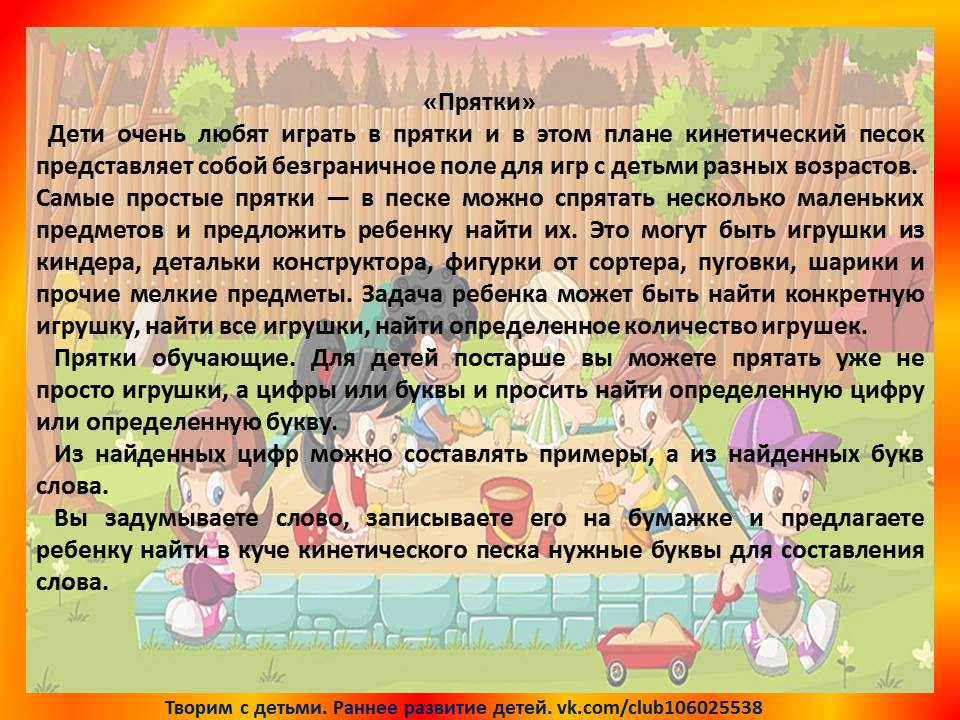 «Прятки»
Дети очень любят играть в прятки и в этом плане кинетический песок
представляет собой безграничное поле для игр с детьми разных возрастов.
Самые простые прятки — в песке можно спрятать несколько маленьких
предметов и предложить ребенку найти их. Это могут быть игрушки из
киндера, детальки конструктора, фигурки от сортера, пуговки, шарики и
прочие мелкие предметы. Задача ребенка может быть найти конкретную
игрушку, найти все игрушки, найти определенное количество игрушек.
Прятки обучающие. Для детей постарше вы можете прятать уже не
просто игрушки, а цифры или буквы и просить найти определенную цифру
или определенную букву.
Из найденных цифр можно составлять примеры, а из найденных букв
слова.
Вы задумываете слово, записываете его на бумажке и предлагаете
ребенку найти в куче кинетического песка нужные буквы для составления
слова.
Творим с детьми. Раннее развитие детей. vk.com/club106025538